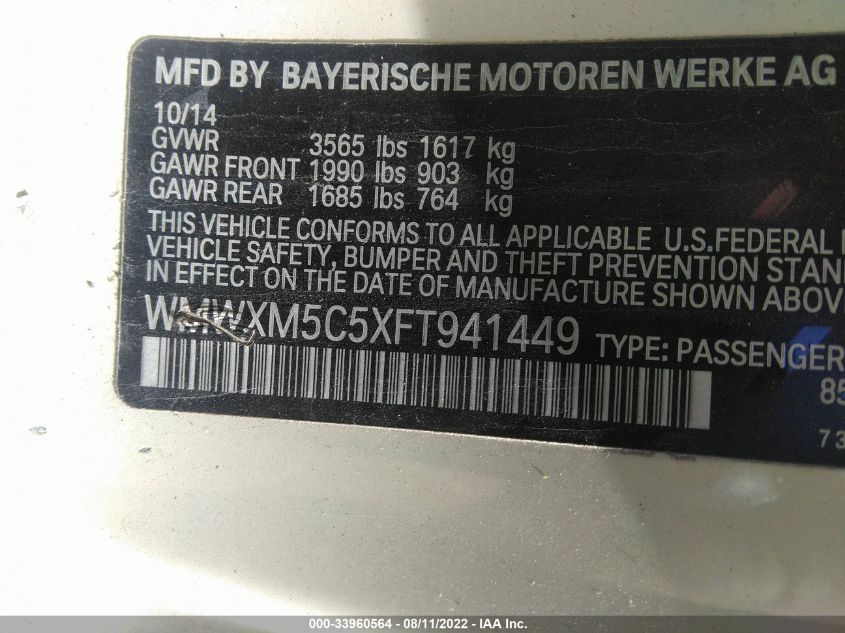 MFD BY BAYERISCHE MOTOREN WERKE AG
10/14
GVWR 3565 lbs 1617 kg
GAWR FRONT 1990 lbs 903 kg
GAWR REAR 1685 lbs 764 kg
THIS VEHICLE CONFORMS TO ALL APPLICABLE U.S.FEDERAL
VEHICLE SAFETY, BUMPER AND THEFT PREVENTION STAN
IN EFFECT ON THE DATE OF MANUFACTURE SHOWN ABOV
WMWXM5C5XFT941449 TYPE: PASSENGER
85
73
000-33960564 - 08/11/2022 - IAA Inc.